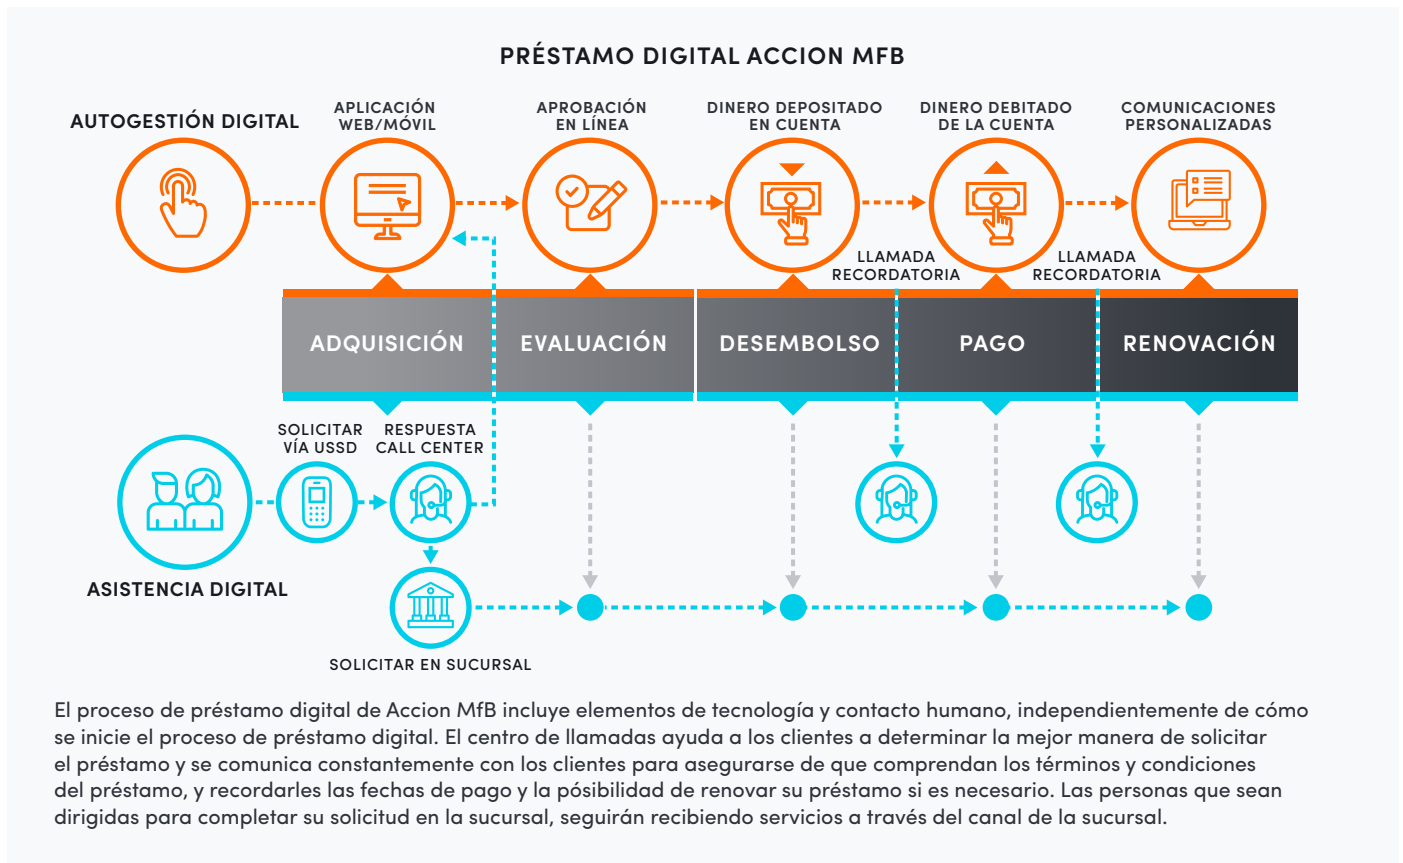 PRÉSTAMO DIGITAL ACCION MFB
AUTOGESTIÓN DIGITAL
APLICACIÓN
WEB/MÓVIL
APROBACIÓN
EN LÍNEA
DINERO DEPOSITADO
EN CUENTA
DINERO DEBITADO
DE LA CUENTA
COMUNICACIONES
PERSONALIZADAS
LLAMADA
RECORDATORIA
LLAMADA
RECORDATORIA
ADQUISICIÓN
EVALUACIÓN
DESEMBOLSO
PAGO
RENOVACIÓN
SOLICITAR
VÍA USSD
RESPUESTA
CALL CENTER
ASISTENCIA DIGITAL
SOLICITAR EN SUCURSAL
El proceso de préstamo digital de Accion MfB incluye elementos de tecnología y contacto humano, independientemente de cómo
se inicie el proceso de préstamo digital. El centro de llamadas ayuda a los clientes a determinar la mejor manera de solicitar
el préstamo y se comunica constantemente con los clientes para asegurarse de que comprendan los términos y condiciones
del préstamo, y recordarles las fechas de pago y la pósibilidad de renovar su préstamo si es necesario. Las personas que sean
dirigidas para completar su solicitud en la sucursal, seguirán recibiendo servicios a través del canal de la sucursal.